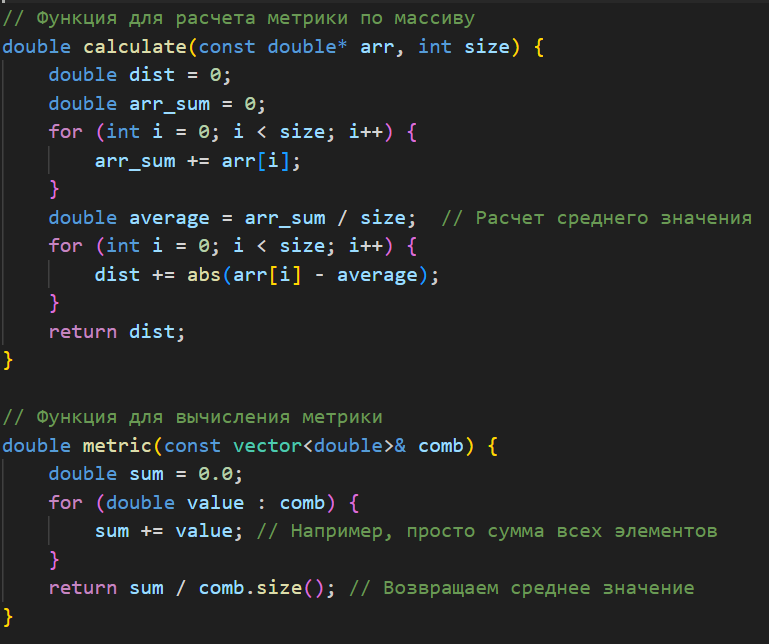 // Функция для расчета метрики по массиву
double calculate(const double* arr, int size) {
    double dist = 0;
    double arr_sum = 0;
    for (int i = 0; i < size; i++) {
        arr_sum += arr[i];
    }
    double average = arr_sum / size;  // Расчет среднего значения
    for (int i = 0; i < size; i++) {
        dist += abs(arr[i] - average);
    }
    return dist;
}

// Функция для вычисления метрики
double metric(const vector<double>& comb) {
    double sum = 0.0;
    for (double value : comb) {
        sum += value; // Например, просто сумма всех элементов
    }
    return sum / comb.size(); // Возвращаем среднее значение
}